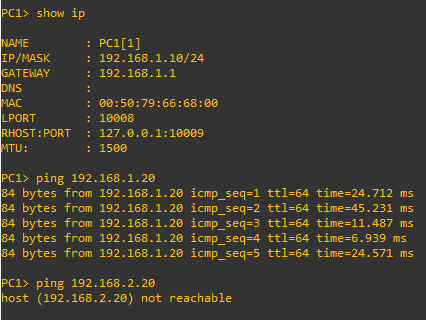 PC1> show ip
NAME : PC1[1]
IP/MASK : 192.168.1.10/24
GATEWAY : 192.168.1.1
DNS :
MAC : 00:50:79:66:68:00
LPORT : 10008
RHOST:PORT : 127.0.0.1:10009
MTU: : 1500
PC1> ping 192.168.1.20
84 bytes from 192.168.1.20 icmp_seq=1 ttl=64 time=24.712 ms
84 bytes from 192.168.1.20 icmp_seq=2 ttl=64 time=45.231 ms
84 bytes from 192.168.1.20 icmp_seq=3 ttl=64 time=11.487 ms
84 bytes from 192.168.1.20 icmp_seq=4 ttl=64 time=6.939 ms
84 bytes from 192.168.1.20 icmp_seq=5 ttl=64 time=24.571 ms
PC1> ping 192.168.2.20
host (192.168.2.20) not reachable